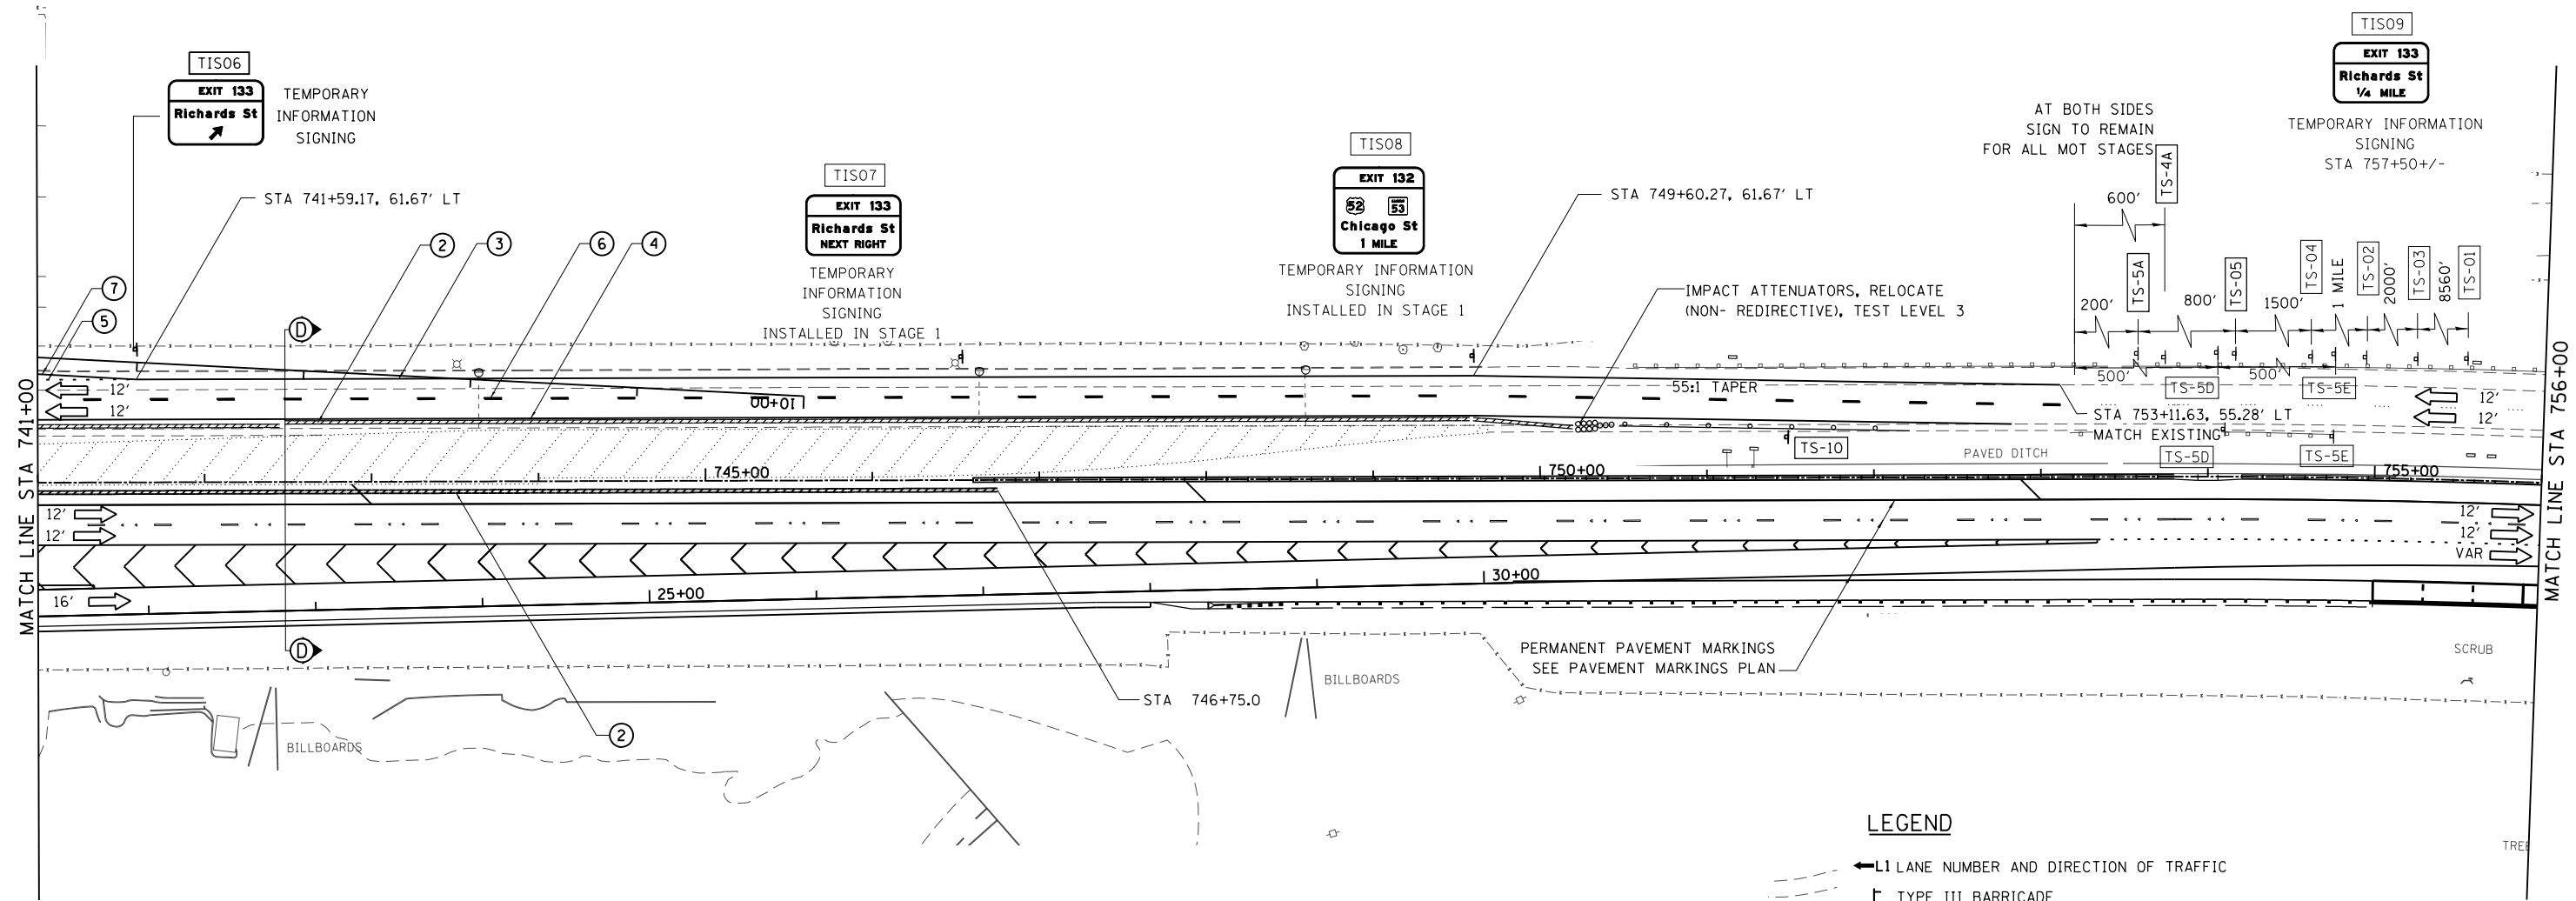 TIS06
EXIT 133
Richards St
TEMPORARY
INFORMATION
SIGNING
STA 741+59.17, 61.67' LT
2
3
6
4
7
5
D
TIS07
EXIT 133
Richards St
NEXT RIGHT
TEMPORARY
INFORMATION
SIGNING
INSTALLED IN STAGE 1
TIS08
EXIT 132
52
53
Chicago St
1 MILE
TEMPORARY INFORMATION
SIGNING
INSTALLED IN STAGE 1
STA 749+60.27, 61.67' LT
IMPACT ATTENUATORS, RELOCATE
(NON- REDIRECTIVE), TEST LEVEL 3
AT BOTH SIDES
SIGN TO REMAIN
FOR ALL MOT STAGES
TIS09
EXIT 133
Richards St
1/4 MILE
TEMPORARY INFORMATION
SIGNING
STA 757+50+/-
600'
TS-4A
200'
TS-5A
800'
TS-05
1500'
TS-04
1 MILE
TS-02
2000'
TS-03
8560'
TS-01
500'
TS-5D
500'
TS-5E
55:1 TAPER
STA 753+11.63, 55.28' LT
MATCH EXISTING
TS-5D
TS-5E
TS-10
PAVED DITCH
12'
12'
12'
12'
10+00
745+00
750+00
755+00
MATCH LINE STA 741+00
MATCH LINE STA 756+00
12'
12'
16'
12'
12'
VAR
25+00
30+00
D
PERMANENT PAVEMENT MARKINGS
SEE PAVEMENT MARKINGS PLAN
STA 746+75.0
2
BILLBOARDS
BILLBOARDS
SCRUB
TREE
LEGEND
L1 LANE NUMBER AND DIRECTION OF TRAFFIC
TYPE III BARRICADE